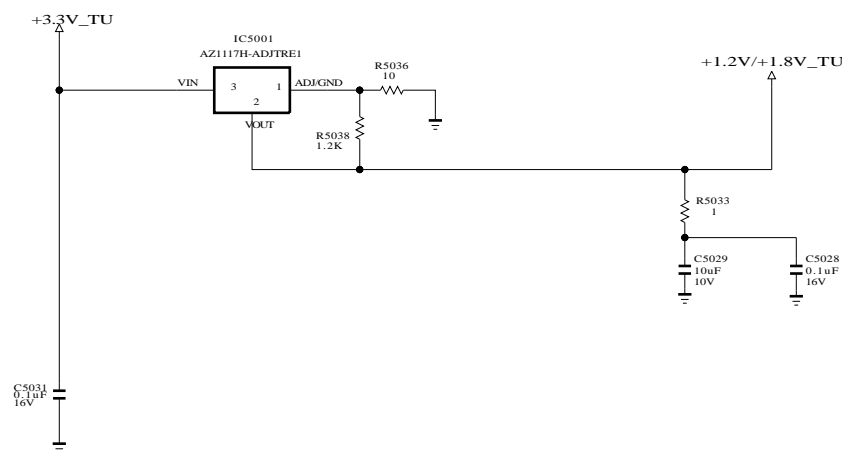 +3.3V_TU
IC5001
AZ1117H-ADJTRE1
VIN
3
1
ADJ/GND
2
VOUT
R5036
10
R5038
1.2K
+1.2V/+1.8V_TU
R5033
1
C5029
10uF
10V
C5028
0.1uF
16V
C5031
0.1uF
16V